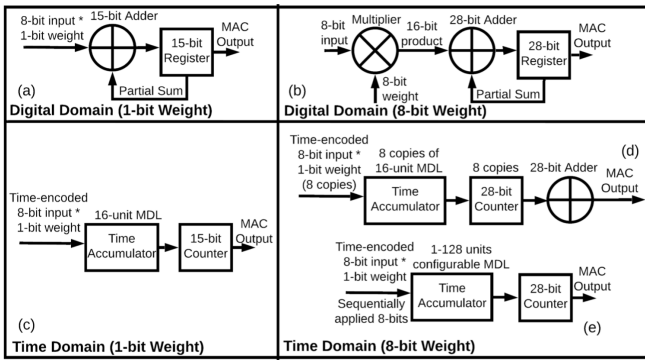 8-bit input *
1-bit weight
15-bit Adder
15-bit
Register
MAC
Output
Partial Sum
(a)
Digital Domain (1-bit Weight)
8-bit
input
Multiplier
16-bit
product
28-bit Adder
28-bit
Register
MAC
Output
8-bit
weight
Partial Sum
(b)
Digital Domain (8-bit Weight)
Time-encoded
8-bit input *
1-bit weight
16-unit MDL
Time
Accumulator
15-bit
Counter
MAC
Output
(c)
Time Domain (1-bit Weight)
Time-encoded
8-bit input *
1-bit weight
(8 copies)
8 copies of
16-unit MDL
Time
Accumulator
8 copies
28-bit
Counter
28-bit Adder
(d)
MAC
Output
Time-encoded
8-bit input *
1-bit weight
Sequentially
applied 8-bits
1-128 units
configurable MDL
Time
Accumulator
28-bit
Counter
MAC
Output
(e)
Time Domain (8-bit Weight)